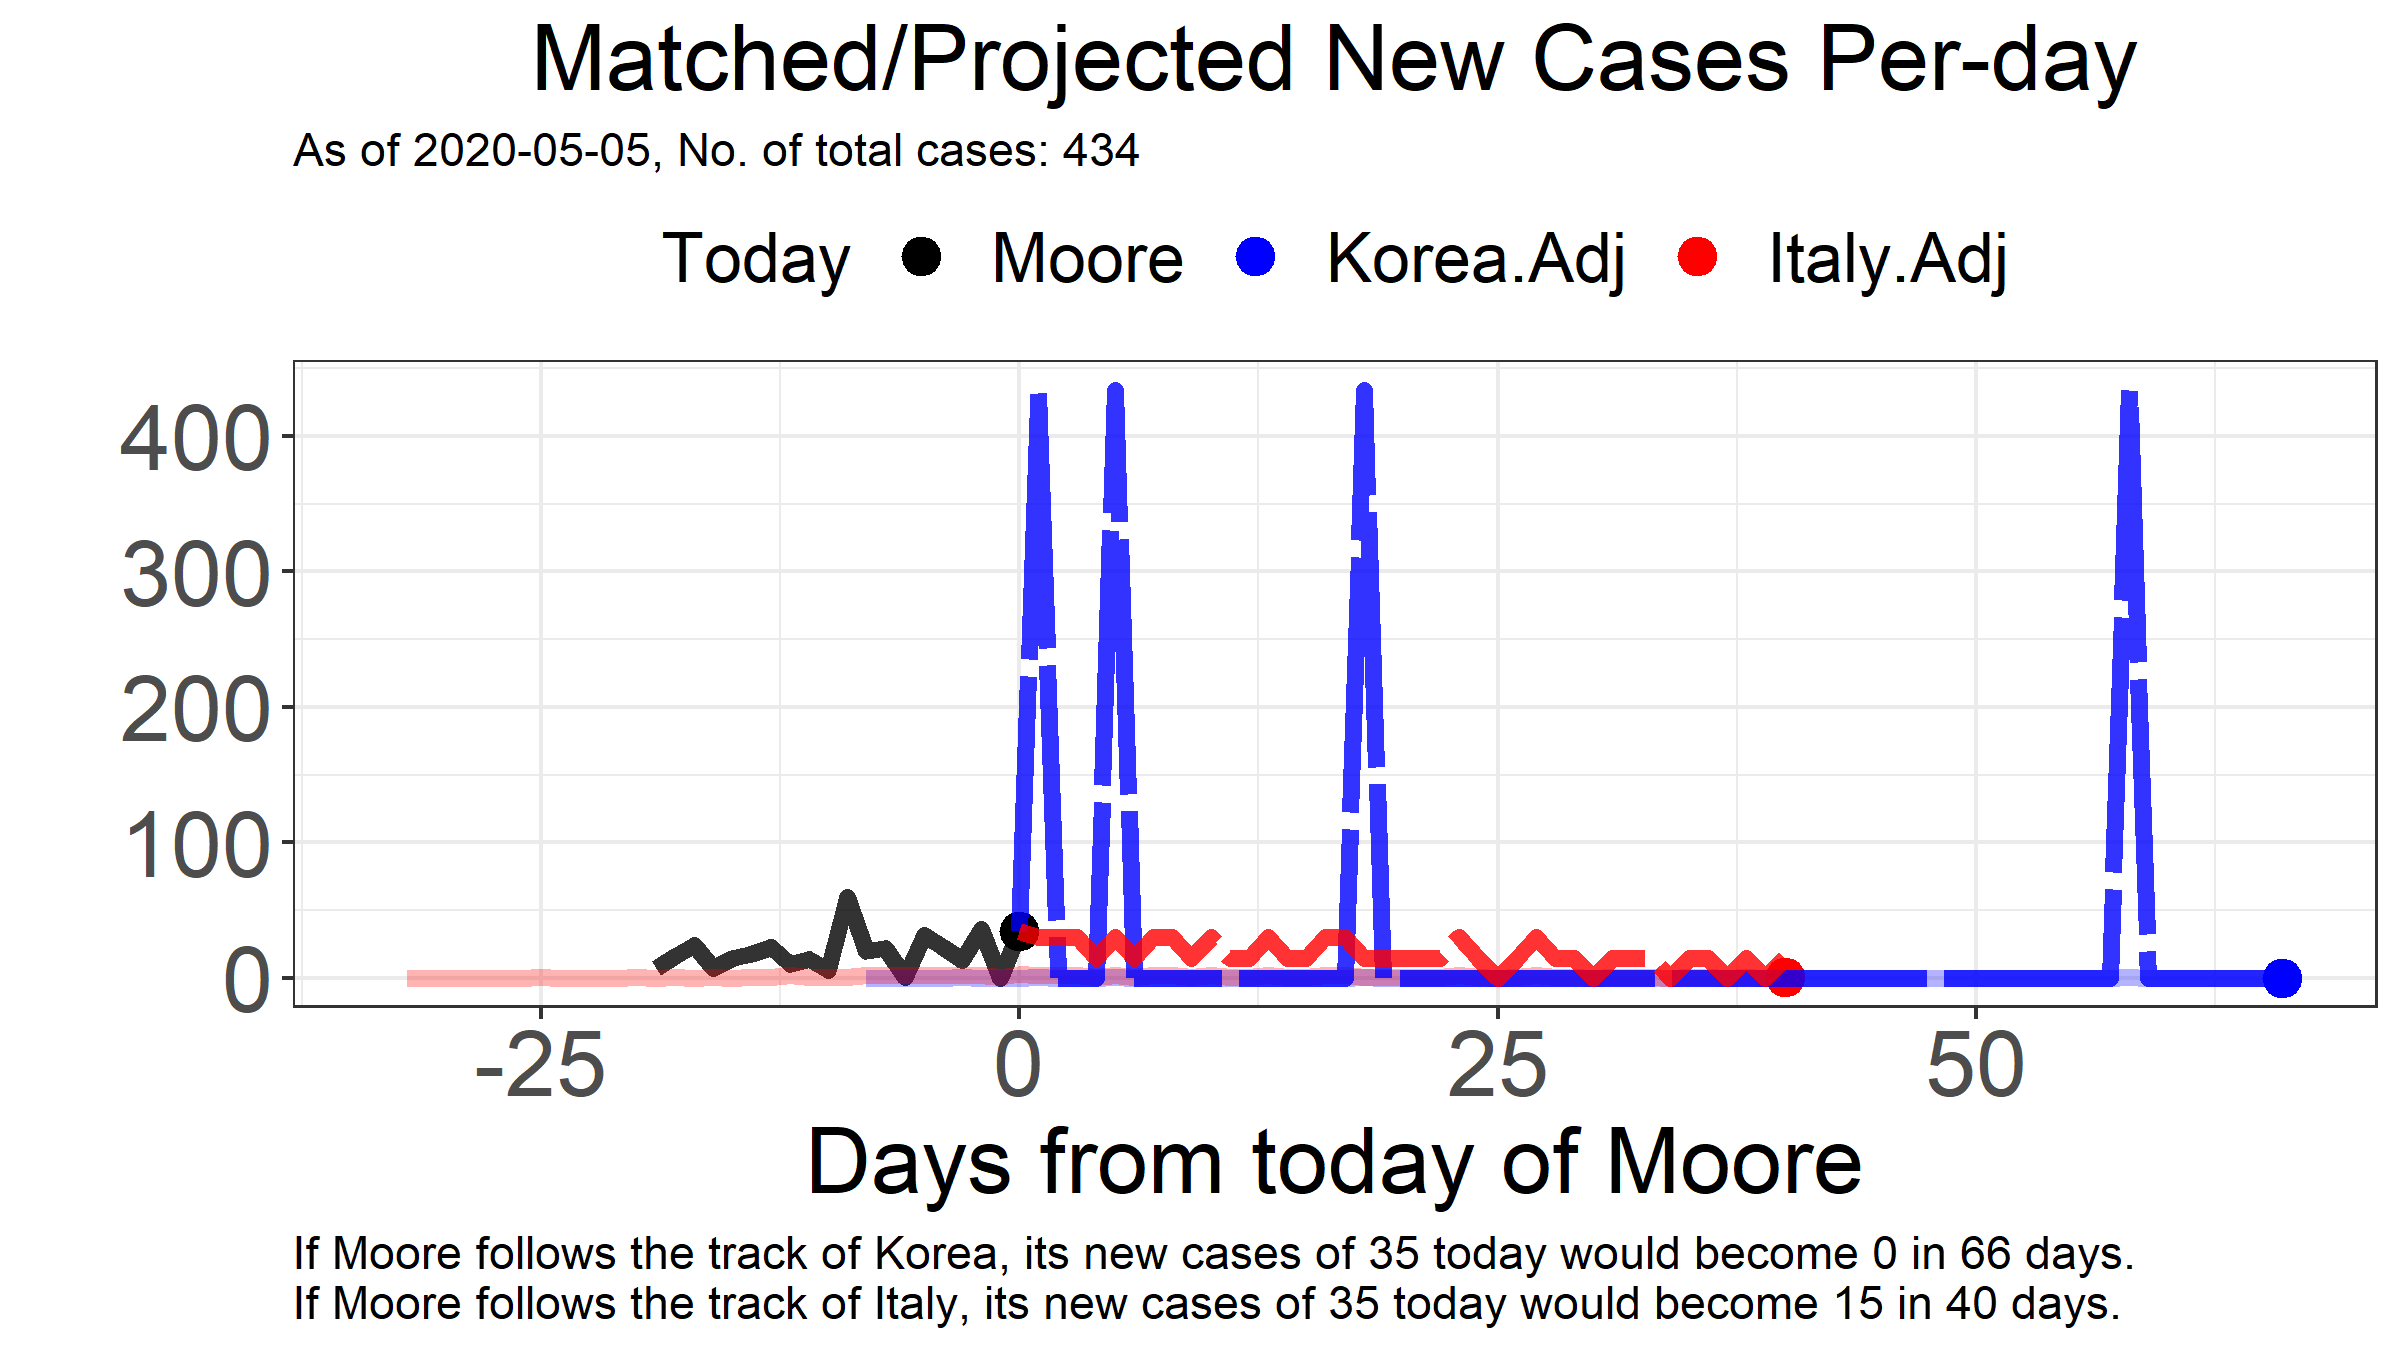 Matched/Projected New Cases Per-day
As of 2020-05-05, No. of total cases: 434
Today Moore Korea.Adj Italy.Adj
400
300
200
100
0
-25 0 25 50
Days from today of Moore
If Moore follows the track of Korea, its new cases of 35 today would become 0 in 66 days.
If Moore follows the track of Italy, its new cases of 35 today would become 15 in 40 days.